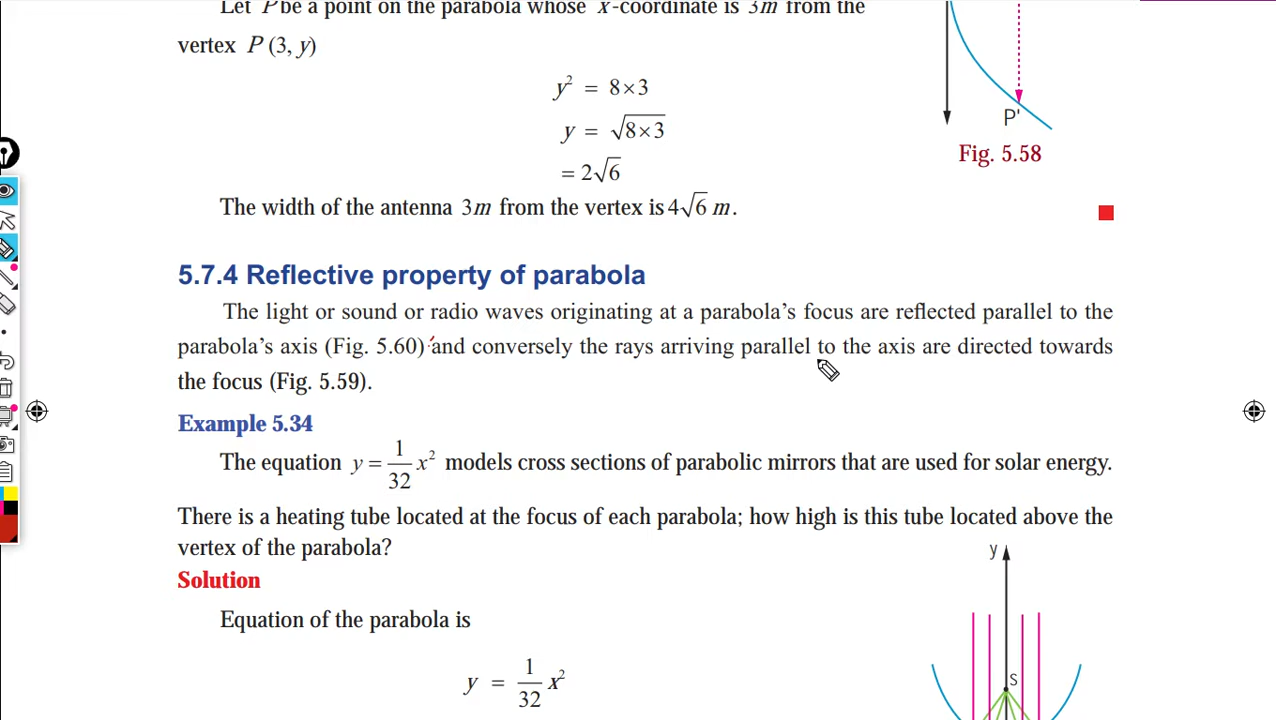 Let P be a point on the parabola whose x-coordinate is 3m from the
vertex P (3, y)
y² = 8×3
y = √8×3
= 2√6
P'
Fig. 5.58
The width of the antenna 3m from the vertex is 4√6 m.
5.7.4 Reflective property of parabola
The light or sound or radio waves originating at a parabola's focus are reflected parallel to the
parabola's axis (Fig. 5.60) and conversely the rays arriving parallel to the axis are directed towards
the focus (Fig. 5.59).
Example 5.34
The equation y = 1/32 x² models cross sections of parabolic mirrors that are used for solar energy.
There is a heating tube located at the focus of each parabola; how high is this tube located above the
vertex of the parabola?
Solution
Equation of the parabola is
y = 1/32 x²
y
S